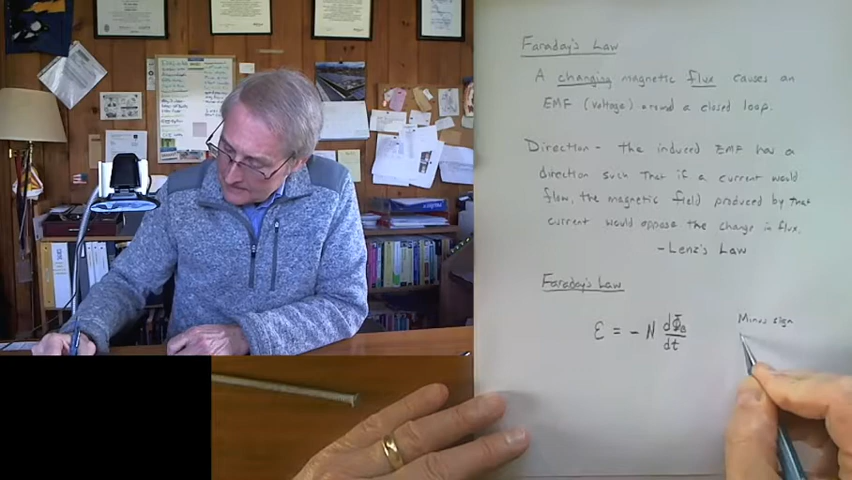 Faraday's Law
A changing magnetic flux causes an
EMF (voltage) around a closed loop.
Direction - the induced EMF has a
direction such that if a current would
flow, the magnetic field produced by that
current would oppose the change in flux.
- Lenz's Law
Faraday's Law
ℰ = - N dΦB/dt
Minus sign